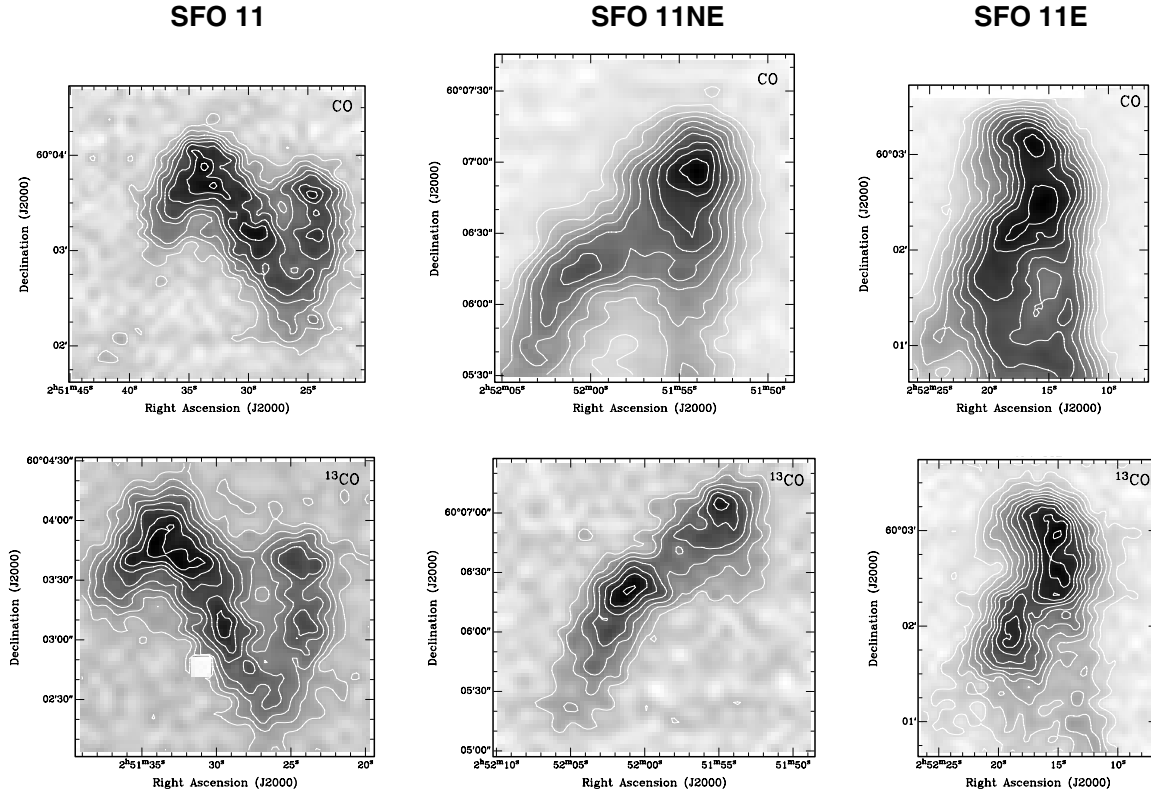 SFO 11
SFO 11NE
SFO 11E
CO
60°04'
03'
02'
Declination (J2000)
2ʰ51ᵐ45ˢ 40ˢ 35ˢ 30ˢ 25ˢ
Right Ascension (J2000)
CO
60°07'30"
07'00"
06'30"
06'00"
05'30"
Declination (J2000)
2ʰ52ᵐ05ˢ 52ᵐ00ˢ 51ᵐ55ˢ 51ᵐ50ˢ
Right Ascension (J2000)
CO
60°03'
02'
01'
Declination (J2000)
2ʰ52ᵐ25ˢ 20ˢ 15ˢ 10ˢ
Right Ascension (J2000)
¹³CO
60°04'30"
04'00"
03'30"
03'00"
02'30"
Declination (J2000)
2ʰ51ᵐ35ˢ 30ˢ 25ˢ 20ˢ
Right Ascension (J2000)
¹³CO
60°07'00"
06'30"
06'00"
05'30"
05'00"
Declination (J2000)
2ʰ52ᵐ10ˢ 52ᵐ05ˢ 52ᵐ00ˢ 51ᵐ55ˢ 51ᵐ50ˢ
Right Ascension (J2000)
¹³CO
60°03'
02'
01'
Declination (J2000)
2ʰ52ᵐ25ˢ 20ˢ 15ˢ 10ˢ
Right Ascension (J2000)